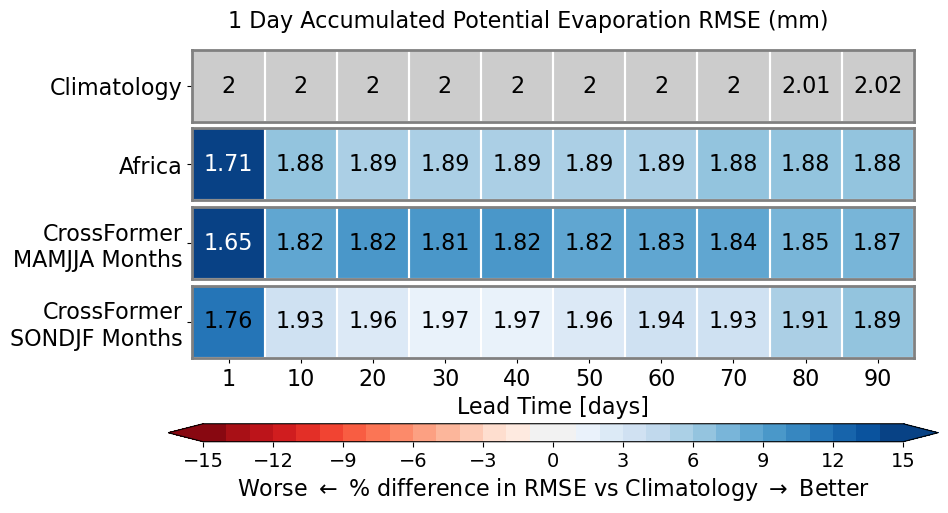 1 Day Accumulated Potential Evaporation RMSE (mm)
Climatology 2 2 2 2 2 2 2 2 2.01 2.02
Africa 1.71 1.88 1.89 1.89 1.89 1.89 1.89 1.88 1.88 1.88
CrossFormer
MAMJJA Months 1.65 1.82 1.82 1.81 1.82 1.82 1.83 1.84 1.85 1.87
CrossFormer
SONDJF Months 1.76 1.93 1.96 1.97 1.97 1.96 1.94 1.93 1.91 1.89
1 10 20 30 40 50 60 70 80 90
Lead Time [days]
−15 −12 −9 −6 −3 0 3 6 9 12 15
Worse ← % difference in RMSE vs Climatology → Better